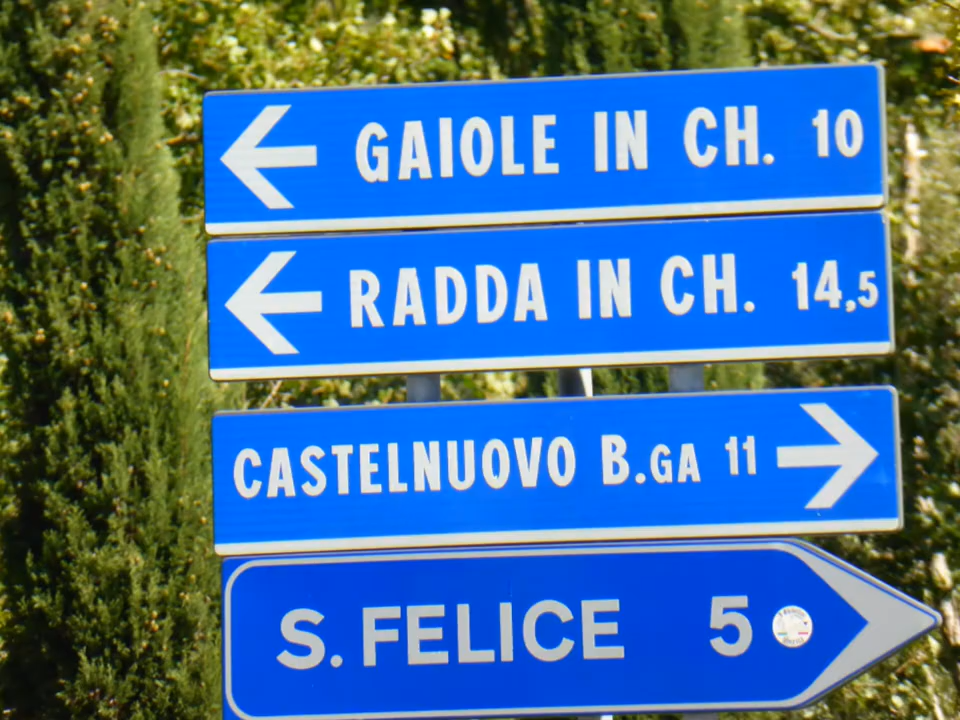 GAIOLE IN CH. 10
RADDA IN CH. 14,5
CASTELNUOVO B.GA 11
S. FELICE 5